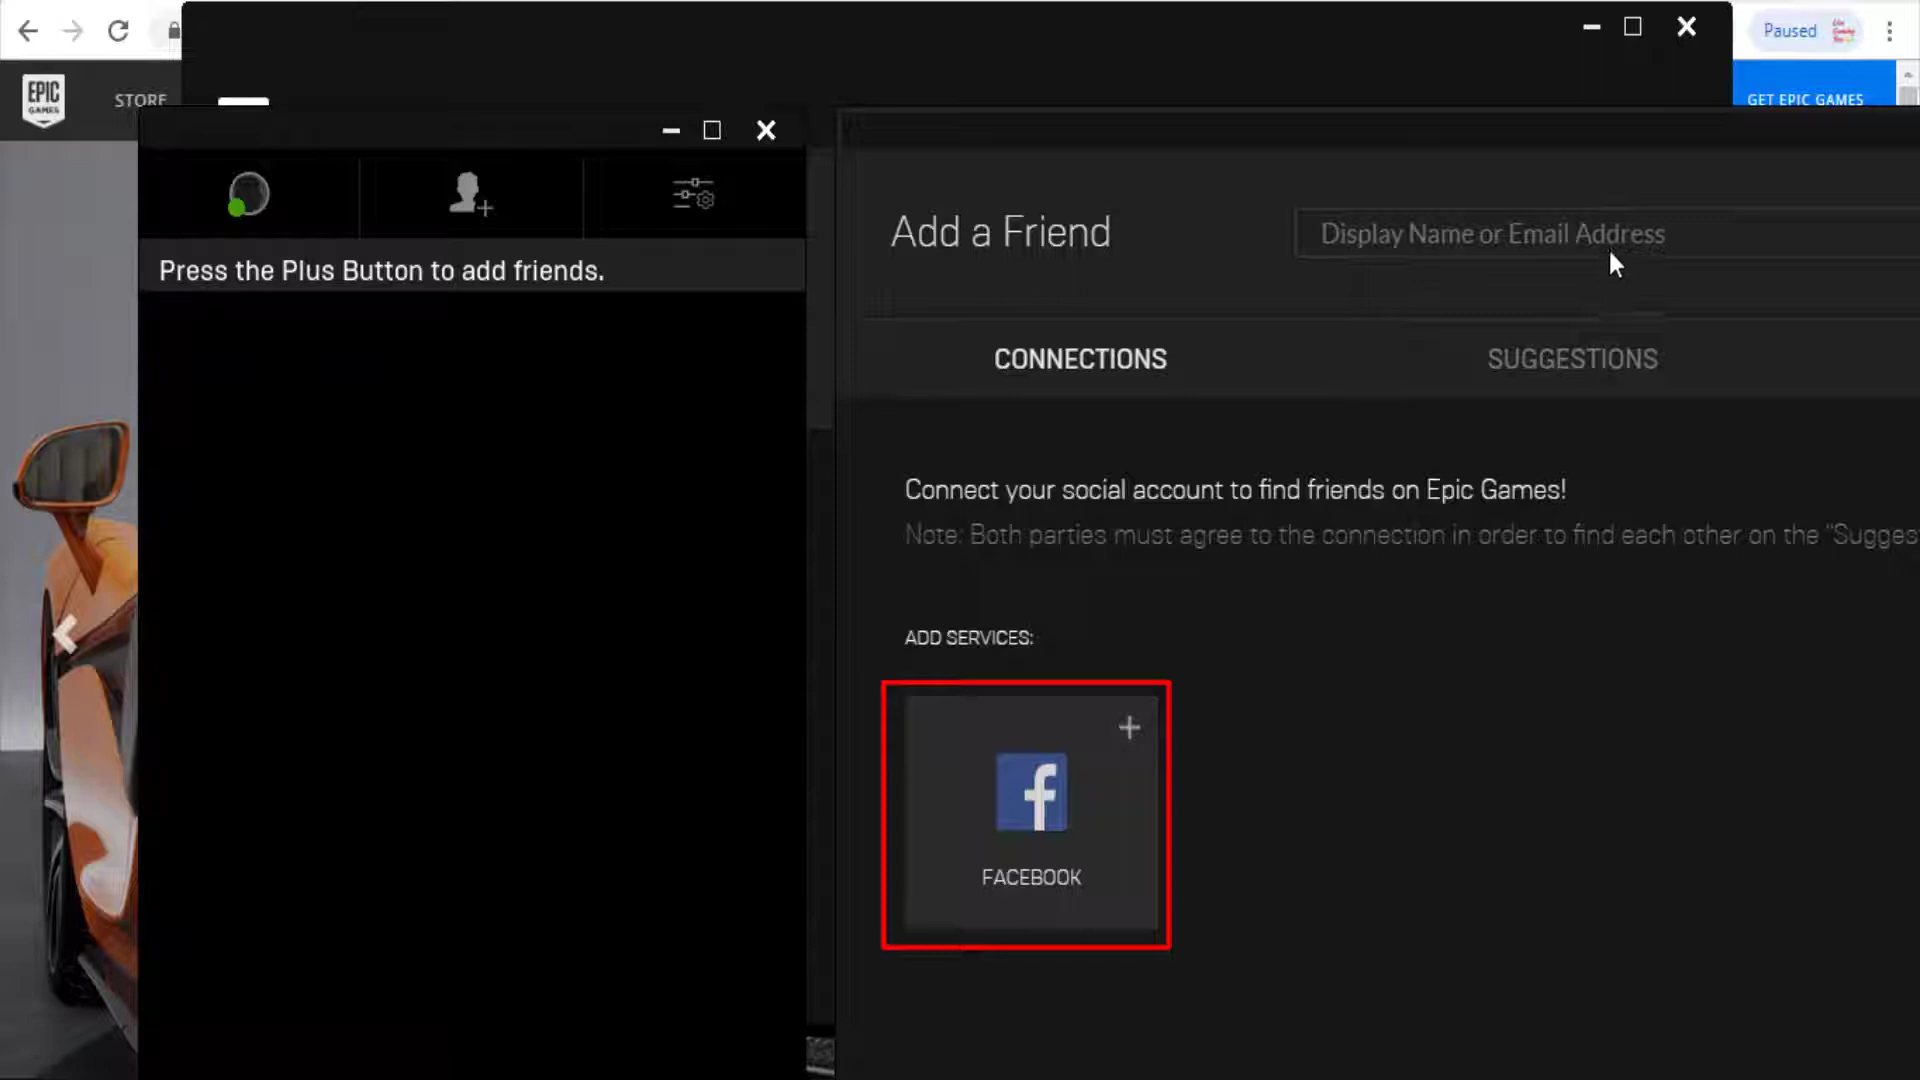 Paused
EPIC
GAMES
STORE
GET EPIC GAMES
Add a Friend
Display Name or Email Address
Press the Plus Button to add friends.
CONNECTIONS
SUGGESTIONS
Connect your social account to find friends on Epic Games!
Note: Both parties must agree to the connection in order to find each other on the "Sugges
ADD SERVICES:
FACEBOOK